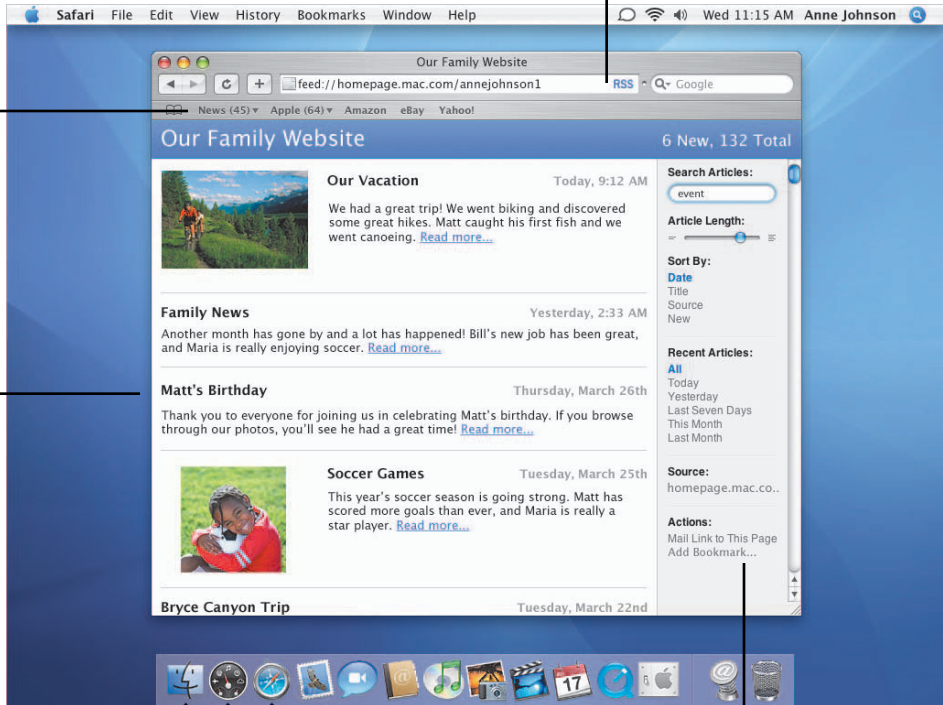 Safari File Edit View History Bookmarks Window Help Wed 11:15 AM Anne Johnson
Our Family Website
feed://homepage.mac.com/annejohnson1 RSS Google
News (45) Apple (64) Amazon eBay Yahoo!
Our Family Website 6 New, 132 Total
Our Vacation Today, 9:12 AM
We had a great trip! We went biking and discovered
some great hikes. Matt caught his first fish and we
went canoeing. Read more...
Family News Yesterday, 2:33 AM
Another month has gone by and a lot has happened! Bill's new job has been great,
and Maria is really enjoying soccer. Read more...
Matt's Birthday Thursday, March 26th
Thank you to everyone for joining us in celebrating Matt's birthday. If you browse
through our photos, you'll see he had a great time! Read more...
Soccer Games Tuesday, March 25th
This year's soccer season is going strong. Matt has
scored more goals than ever, and Maria is really a
star player. Read more...
Bryce Canyon Trip Tuesday, March 22nd
Search Articles:
event
Article Length:
Sort By:
Date
Title
Source
New
Recent Articles:
All
Today
Yesterday
Last Seven Days
This Month
Last Month
Source:
homepage.mac.co..
Actions:
Mail Link to This Page
Add Bookmark...
@ 17 @